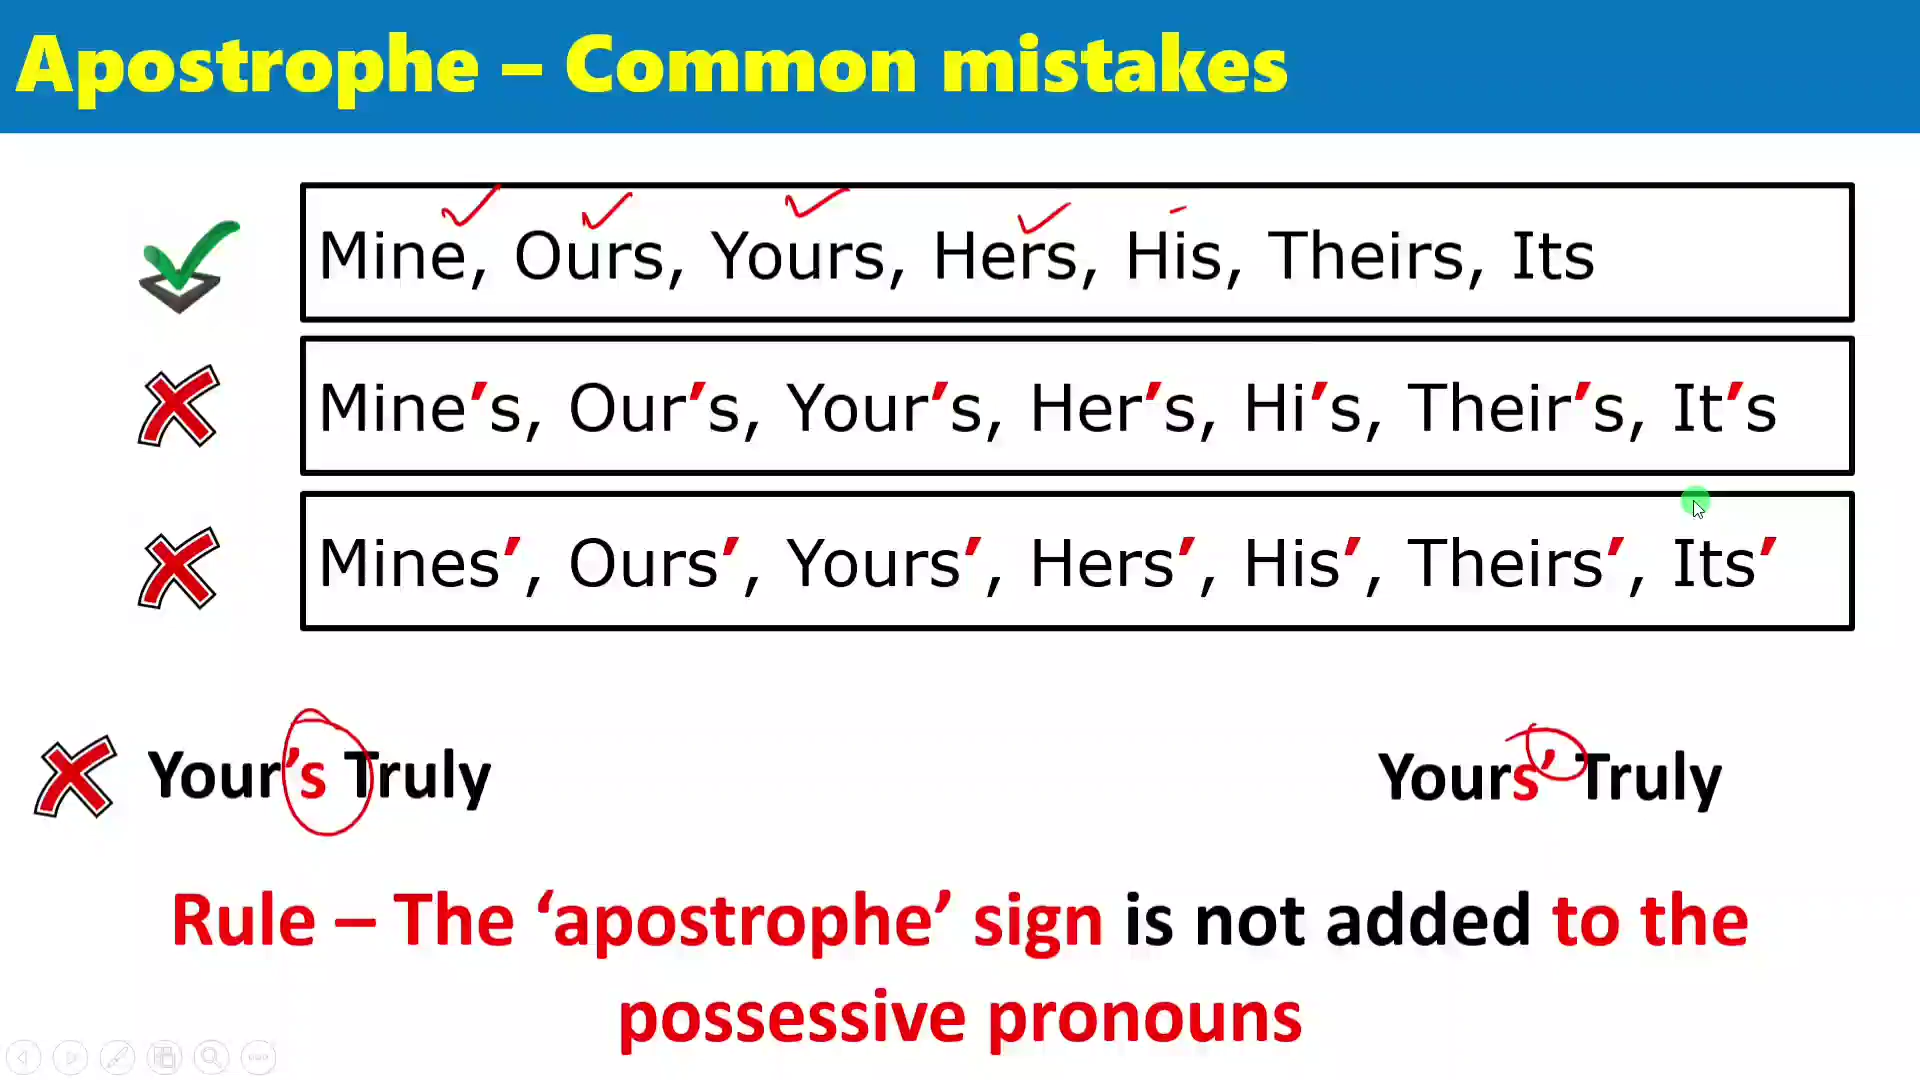 Apostrophe – Common mistakes
Mine, Ours, Yours, Hers, His, Theirs, Its
Mine’s, Our’s, Your’s, Her’s, Hi’s, Their’s, It’s
Mines’, Ours’, Yours’, Hers’, His’, Theirs’, Its’
Your’s Truly
Yours’ Truly
Rule – The ‘apostrophe’ sign is not added to the
possessive pronouns